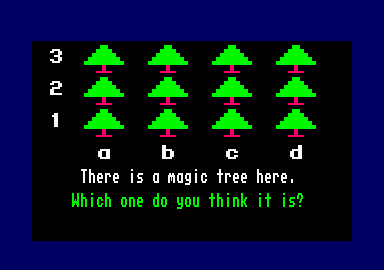 3
2
1
a b c d
There is a magic tree here.
Which one do you think it is?